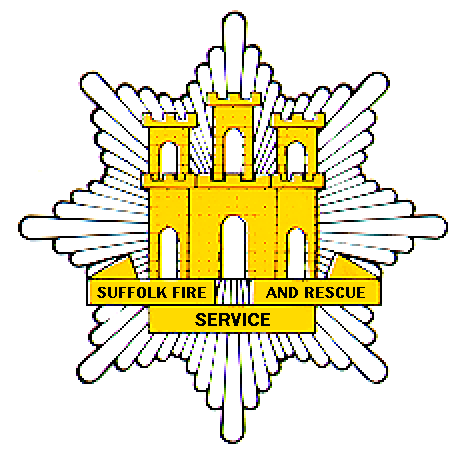 SUFFOLK FIRE AND RESCUE
SERVICE